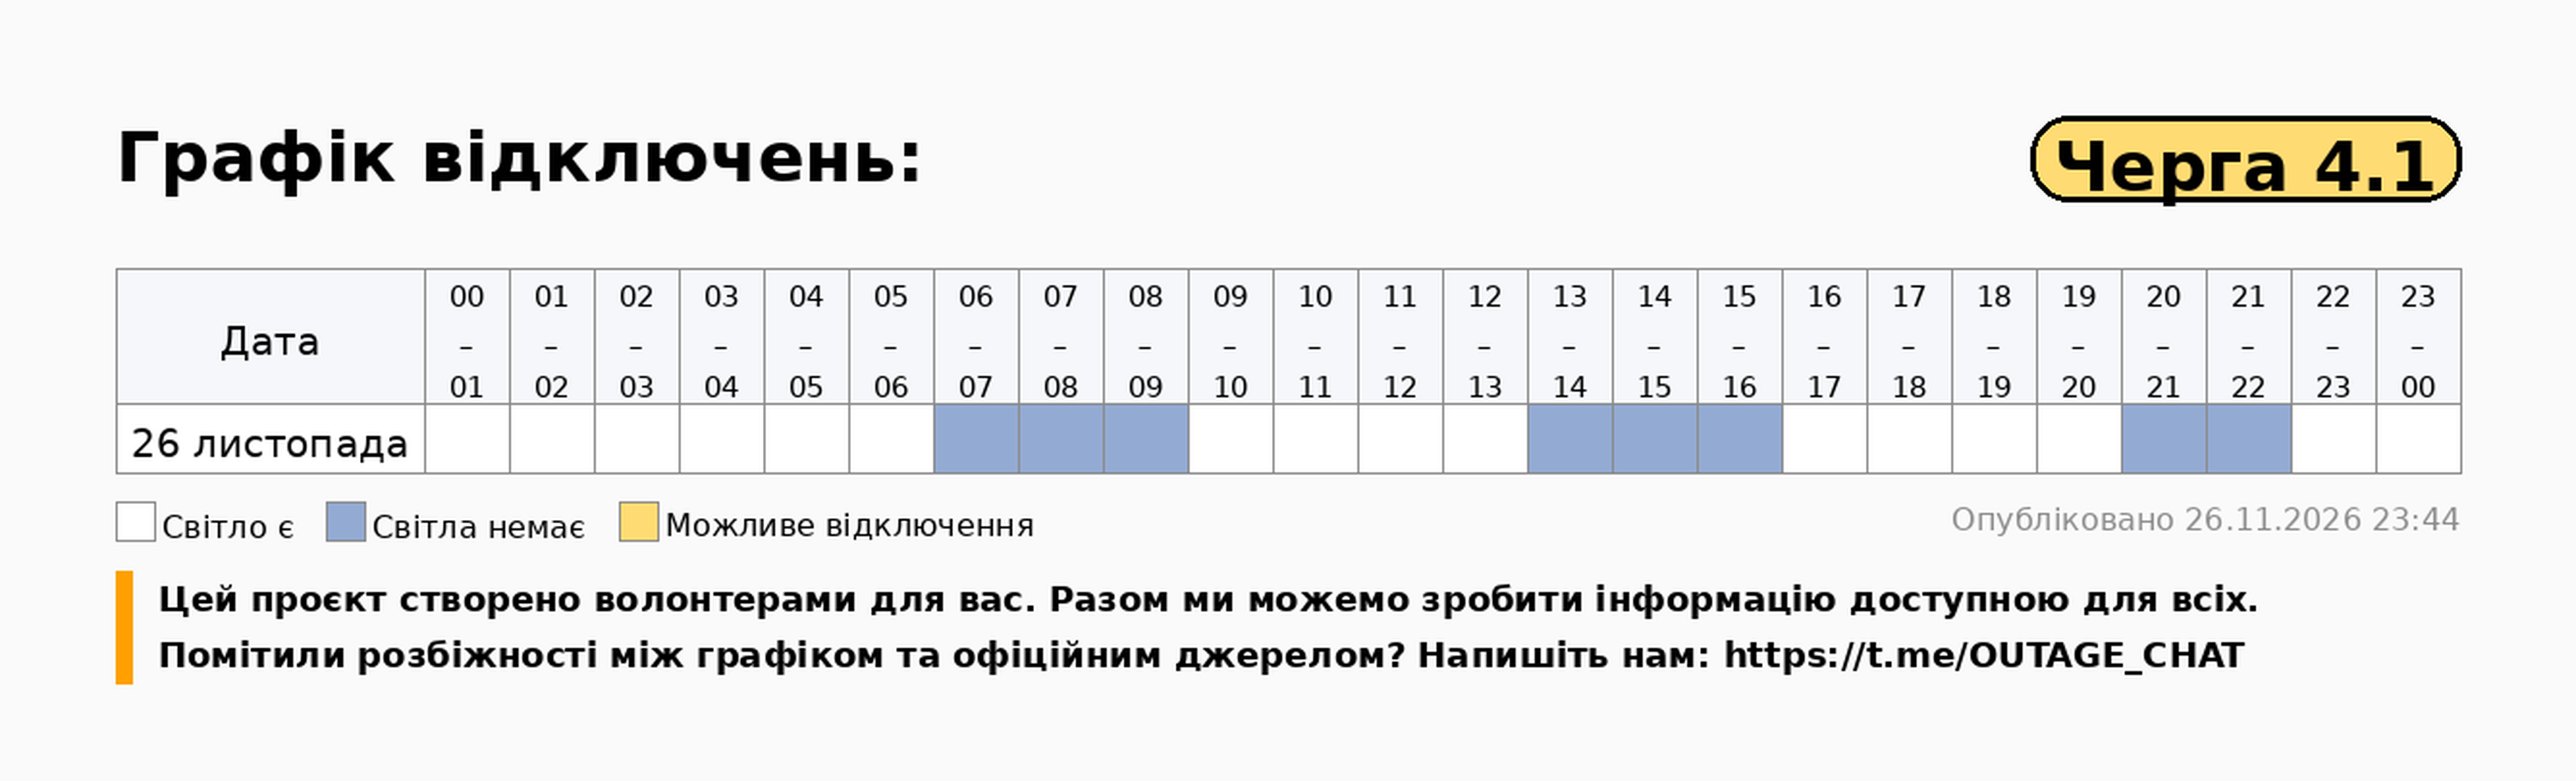 Графік відключень:
Черга 4.1
Дата
00 – 01
01 – 02
02 – 03
03 – 04
04 – 05
05 – 06
06 – 07
07 – 08
08 – 09
09 – 10
10 – 11
11 – 12
12 – 13
13 – 14
14 – 15
15 – 16
16 – 17
17 – 18
18 – 19
19 – 20
20 – 21
21 – 22
22 – 23
23 – 00
26 листопада
Світло є
Світла немає
Можливе відключення
Опубліковано 26.11.2026 23:44
Цей проєкт створено волонтерами для вас. Разом ми можемо зробити інформацію доступною для всіх.
Помітили розбіжності між графіком та офіційним джерелом? Напишіть нам: https://t.me/OUTAGE_CHAT